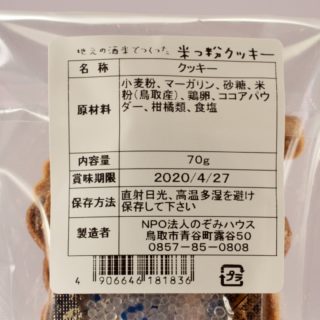 地元の酒米でつくった 米っ粉クッキー
名称 クッキー
原材料 小麦粉、マーガリン、砂糖、米
粉（鳥取産）、鶏卵、ココアパウ
ダー、柑橘類、食塩
内容量 70g
賞味期限 2020/4/27
保存方法 直射日光、高温多湿を避け
保存して下さい
製造者 NPO法人のぞみハウス
鳥取市青谷町露谷50
0857-85-0808
4 906646 181836
プラ